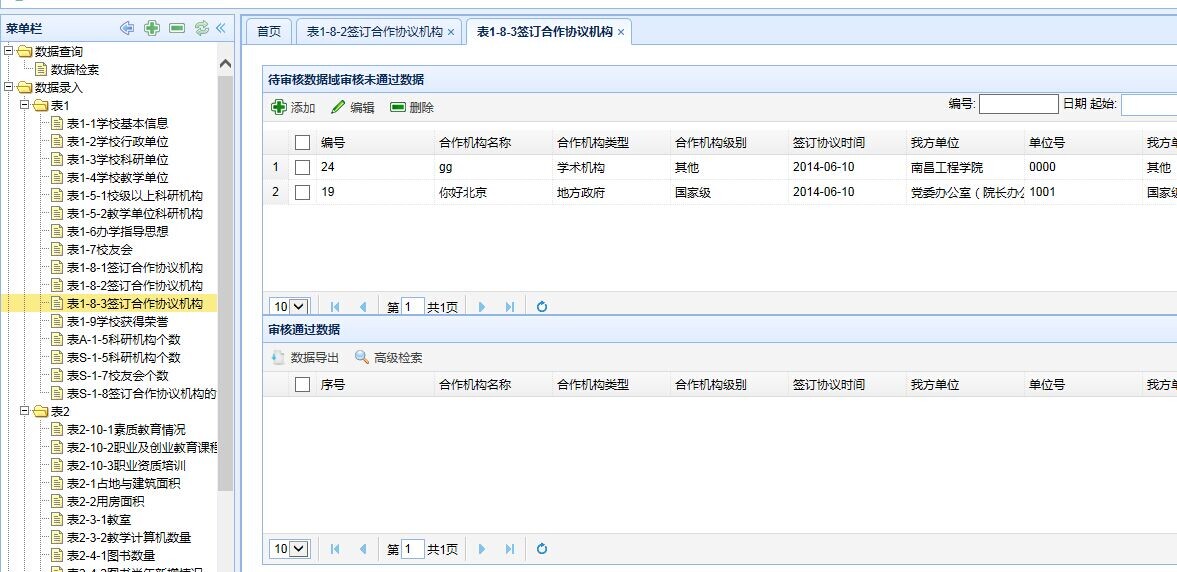 菜单栏
数据查询
数据检索
数据录入
表1
表1-1学校基本信息
表1-2学校行政单位
表1-3学校科研单位
表1-4学校教学单位
表1-5-1校级以上科研机构
表1-5-2教学单位科研机构
表1-6办学指导思想
表1-7校友会
表1-8-1签订合作协议机构
表1-8-2签订合作协议机构
表1-8-3签订合作协议机构
表1-9学校获得荣誉
表A-1-5科研机构个数
表S-1-5科研机构个数
表S-1-7校友会个数
表S-1-8签订合作协议机构的
表2
表2-10-1素质教育情况
表2-10-2职业及创业教育课程
表2-10-3职业资质培训
表2-1占地与建筑面积
表2-2用房面积
表2-3-1教室
表2-3-2教学计算机数量
表2-4-1图书数量
首页 表1-8-2签订合作协议机构 × 表1-8-3签订合作协议机构 ×
待审核数据域审核未通过数据
添加 编辑 删除 编号: 日期 起始:
编号 合作机构名称 合作机构类型 合作机构级别 签订协议时间 我方单位 单位号 我方单
1 24 gg 学术机构 其他 2014-06-10 南昌工程学院 0000 其他
2 19 你好北京 地方政府 国家级 2014-06-10 党委办公室（院长办公 1001 国家级
10 第 1 共1页
审核通过数据
数据导出 高级检索
序号 合作机构名称 合作机构类型 合作机构级别 签订协议时间 我方单位 单位号 我方单
10 第 1 共1页